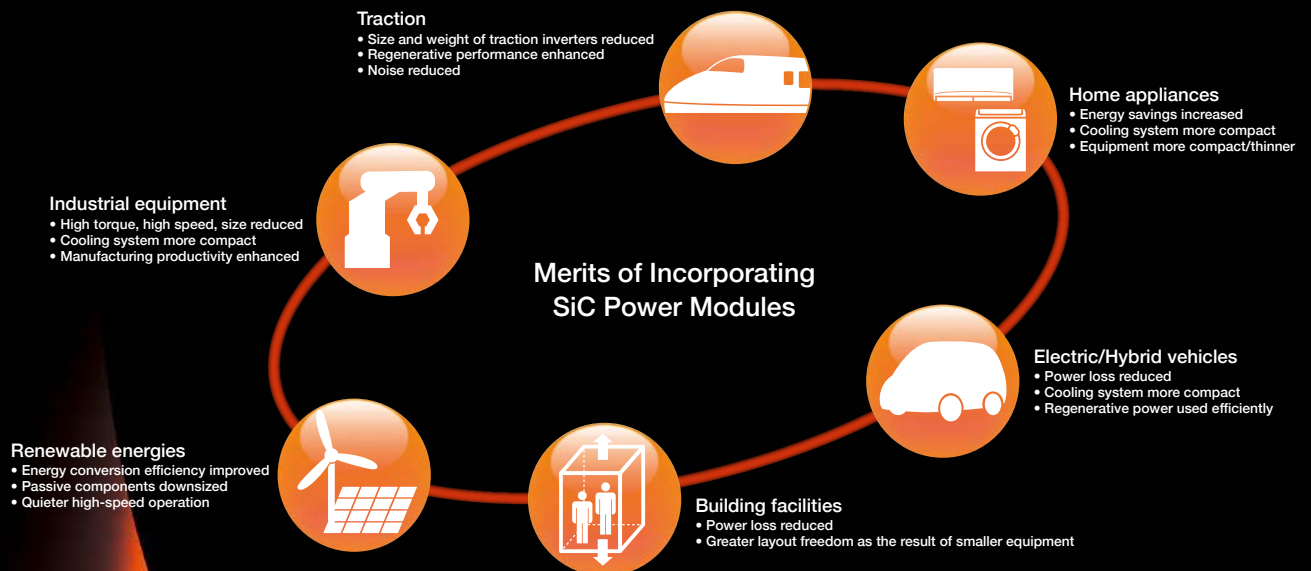 Traction
• Size and weight of traction inverters reduced
• Regenerative performance enhanced
• Noise reduced
Home appliances
• Energy savings increased
• Cooling system more compact
• Equipment more compact/thinner
Industrial equipment
• High torque, high speed, size reduced
• Cooling system more compact
• Manufacturing productivity enhanced
Merits of Incorporating
SiC Power Modules
Electric/Hybrid vehicles
• Power loss reduced
• Cooling system more compact
• Regenerative power used efficiently
Renewable energies
• Energy conversion efficiency improved
• Passive components downsized
• Quieter high-speed operation
Building facilities
• Power loss reduced
• Greater layout freedom as the result of smaller equipment